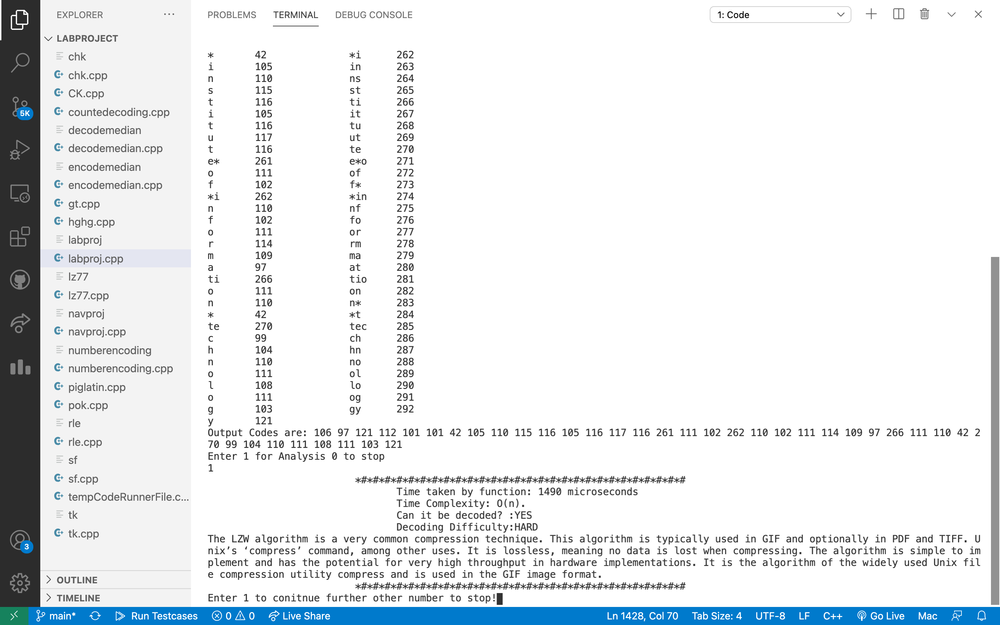 EXPLORER
LABPROJECT
chk
chk.cpp
CK.cpp
countedecoding.cpp
decodemedian
decodemedian.cpp
encodemedian
encodemedian.cpp
gt.cpp
hghg.cpp
labproj
labproj.cpp
lz77
lz77.cpp
navproj
navproj.cpp
numberencoding
numberencoding.cpp
piglatin.cpp
pok.cpp
rle
rle.cpp
sf
sf.cpp
tempCodeRunnerFile.c...
tk
tk.cpp
OUTLINE
TIMELINE
5K
3
PROBLEMS TERMINAL DEBUG CONSOLE 1: Code
* 42 *i 262
i 105 in 263
n 110 ns 264
s 115 st 265
t 116 ti 266
i 105 it 267
t 116 tu 268
u 117 ut 269
t 116 te 270
e* 261 e*o 271
o 111 of 272
f 102 f* 273
*i 262 *in 274
n 110 nf 275
f 102 fo 276
o 111 or 277
r 114 rm 278
m 109 ma 279
a 97 at 280
ti 266 tio 281
o 111 on 282
n 110 n* 283
* 42 *t 284
te 270 tec 285
c 99 ch 286
h 104 hn 287
n 110 no 288
o 111 ol 289
l 108 lo 290
o 111 og 291
g 103 gy 292
y 121
Output Codes are: 106 97 121 112 101 101 42 105 110 115 116 105 116 117 116 261 111 102 262 110 102 111 114 109 97 266 111 110 42 2
70 99 104 110 111 108 111 103 121
Enter 1 for Analysis 0 to stop
1
*#*#*#*#*#*#*#*#*#*#*#*#*#*#*#*#*#*#*#*#*#*#*#*#*#*#*#*#
Time taken by function: 1490 microseconds
Time Complexity: O(n).
Can it be decoded? :YES
Decoding Difficulty:HARD
The LZW algorithm is a very common compression technique. This algorithm is typically used in GIF and optionally in PDF and TIFF. U
nix’s ‘compress’ command, among other uses. It is lossless, meaning no data is lost when compressing. The algorithm is simple to im
plement and has the potential for very high throughput in hardware implementations. It is the algorithm of the widely used Unix fil
e compression utility compress and is used in the GIF image format.
*#*#*#*#*#*#*#*#*#*#*#*#*#*#*#*#*#*#*#*#*#*#*#*#*#*#*#*#
Enter 1 to conitnue further other number to stop!
main* Run Testcases 0 0 Live Share Ln 1428, Col 70 Tab Size: 4 UTF-8 LF C++ Go Live Mac